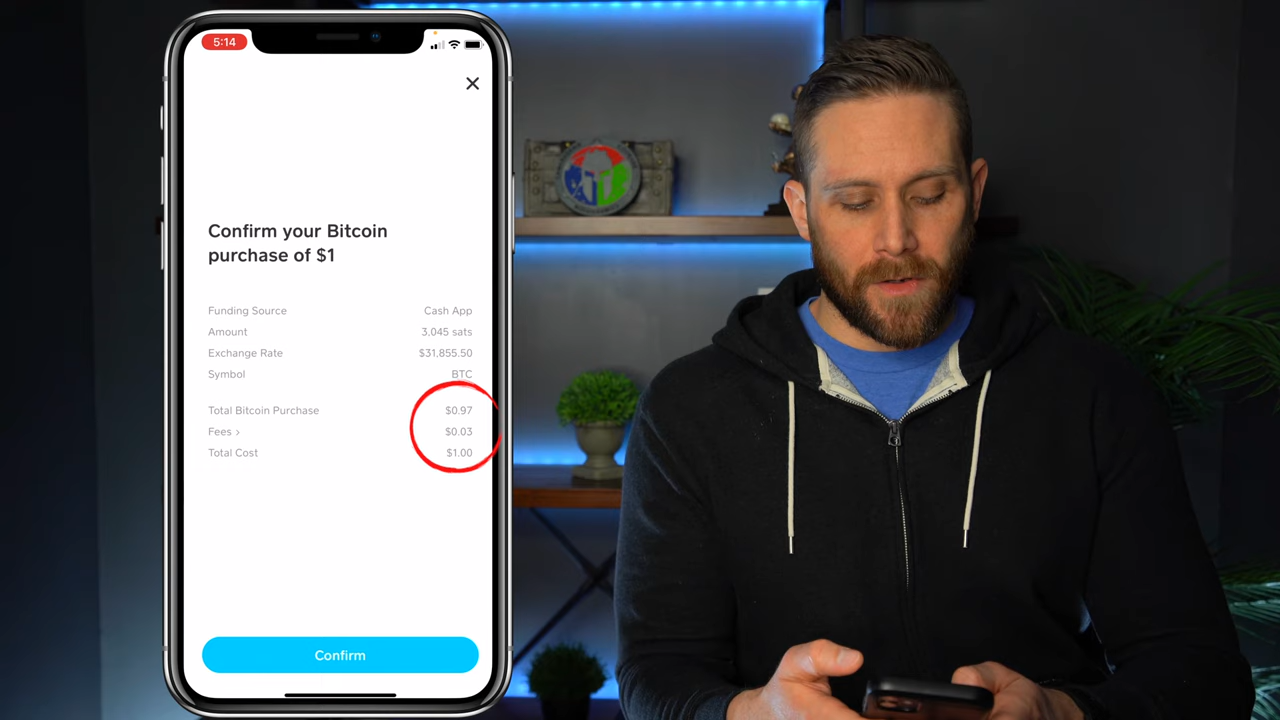 5:14
Confirm your Bitcoin
purchase of $1
Funding Source Cash App
Amount 3,045 sats
Exchange Rate $31,855.50
Symbol BTC
Total Bitcoin Purchase $0.97
Fees > $0.03
Total Cost $1.00
Confirm